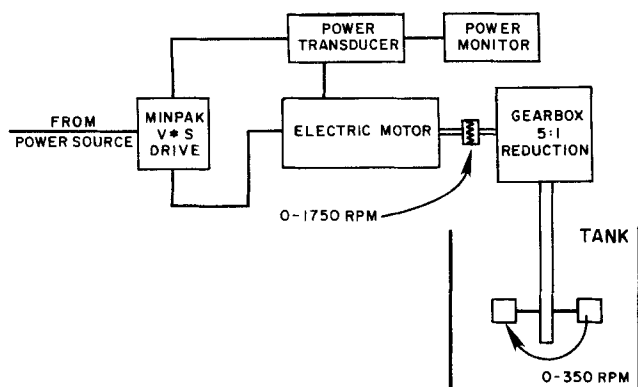 POWER
TRANSDUCER
POWER
MONITOR
FROM
POWER SOURCE
MINPAK
V*S
DRIVE
ELECTRIC MOTOR
GEARBOX
5:1
REDUCTION
0-1750 RPM
TANK
0-350 RPM